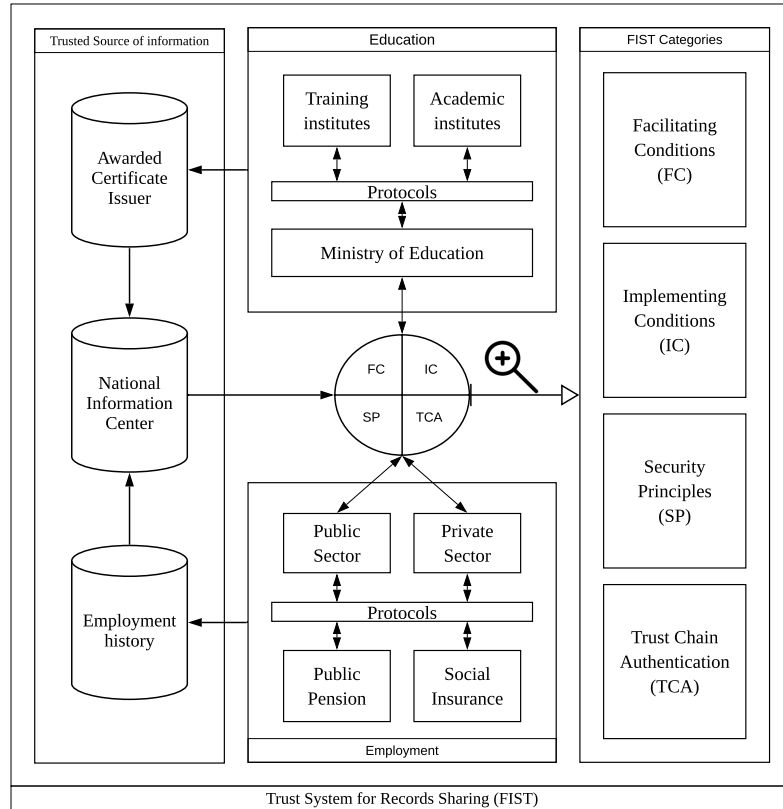 Trusted Source of information
Awarded
Certificate
Issuer
National
Information
Center
Employment
history
Education
Training
institutes
Academic
institutes
Protocols
Ministry of Education
FC
IC
SP
TCA
Public
Sector
Private
Sector
Protocols
Public
Pension
Social
Insurance
Employment
FIST Categories
Facilitating
Conditions
(FC)
Implementing
Conditions
(IC)
Security
Principles
(SP)
Trust Chain
Authentication
(TCA)
Trust System for Records Sharing (FIST)